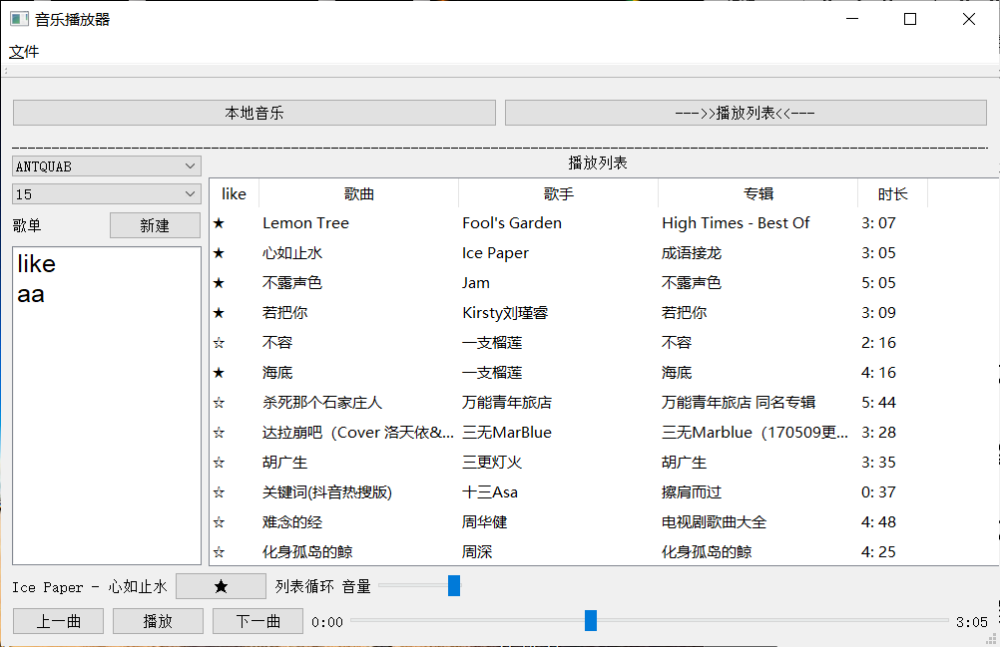 音乐播放器
文件
本地音乐 --->>播放列表<<---
ANTQUAB 播放列表
15
like 歌曲 歌手 专辑 时长
歌单 新建
like
aa
★ Lemon Tree Fool's Garden High Times - Best Of 3: 07
★ 心如止水 Ice Paper 成语接龙 3: 05
★ 不露声色 Jam 不露声色 5: 05
★ 若把你 Kirsty刘瑾睿 若把你 3: 09
☆ 不容 一支榴莲 不容 2: 16
★ 海底 一支榴莲 海底 4: 16
☆ 杀死那个石家庄人 万能青年旅店 万能青年旅店 同名专辑 5: 44
☆ 达拉崩吧（Cover 洛天依&... 三无MarBlue 三无Marblue（170509更... 3: 28
☆ 胡广生 三更灯火 胡广生 3: 35
☆ 关键词(抖音热搜版) 十三Asa 擦肩而过 0: 37
☆ 难念的经 周华健 电视剧歌曲大全 4: 48
☆ 化身孤岛的鲸 周深 化身孤岛的鲸 4: 25
Ice Paper - 心如止水 ★ 列表循环 音量
上一曲 播放 下一曲 0:00 3:05